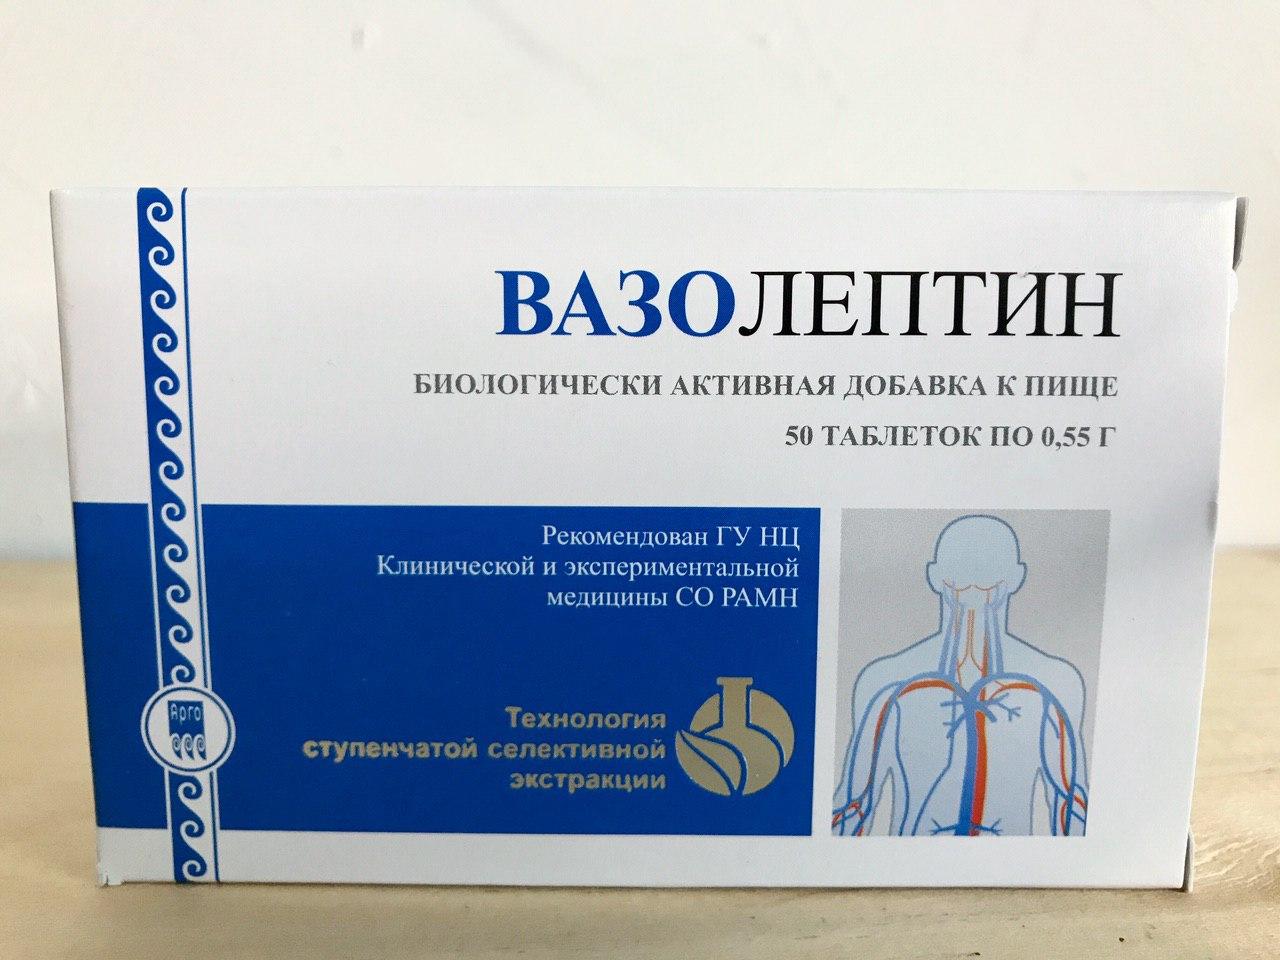 ВАЗОЛЕПТИН
БИОЛОГИЧЕСКИ АКТИВНАЯ ДОБАВКА К ПИЩЕ
50 ТАБЛЕТОК ПО 0,55 Г
Рекомендован ГУ НЦ
Клинической и экспериментальной
медицины СО РАМН
Технология
ступенчатой селективной
экстракции
Арго